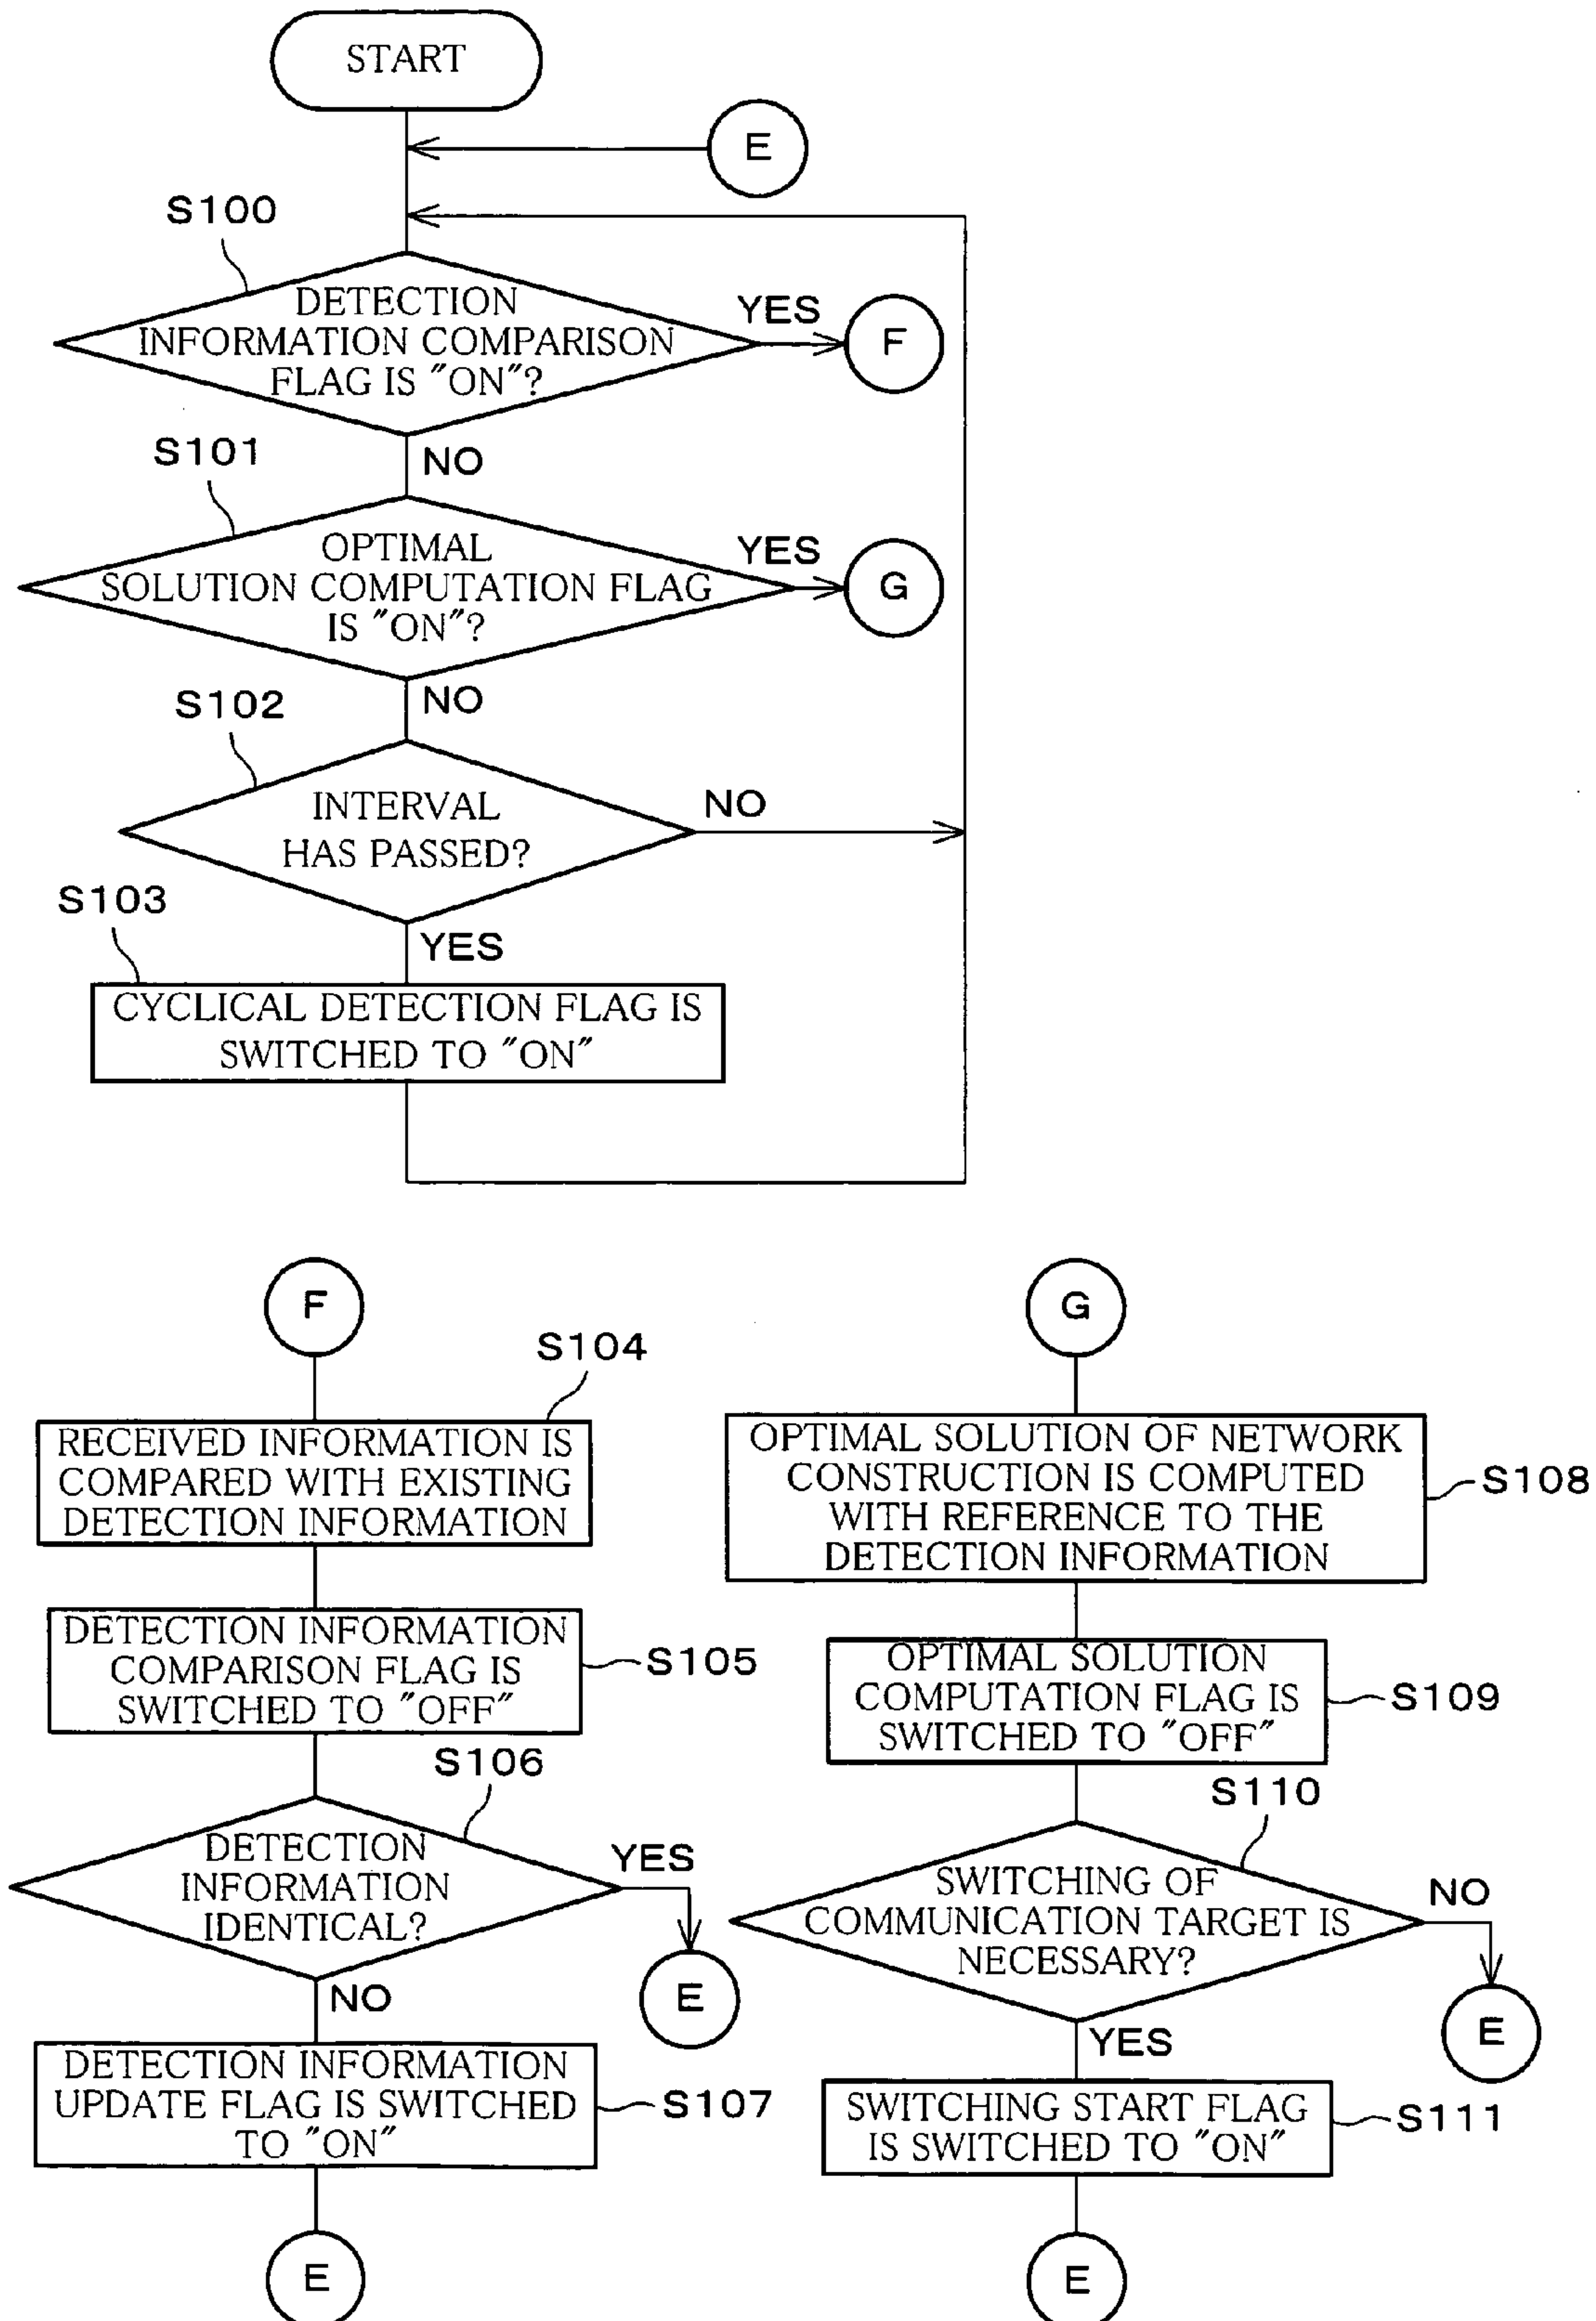 START
E
S100
DETECTION
INFORMATION COMPARISON
FLAG IS "ON"?
YES
F
NO
S101
OPTIMAL
SOLUTION COMPUTATION FLAG
IS "ON"?
YES
G
NO
S102
INTERVAL
HAS PASSED?
NO
YES
S103
CYCLICAL DETECTION FLAG IS
SWITCHED TO "ON"
F
S104
RECEIVED INFORMATION IS
COMPARED WITH EXISTING
DETECTION INFORMATION
DETECTION INFORMATION
COMPARISON FLAG IS
SWITCHED TO "OFF"
S105
S106
DETECTION
INFORMATION
IDENTICAL?
YES
E
NO
DETECTION INFORMATION
UPDATE FLAG IS SWITCHED
TO "ON"
S107
E
G
OPTIMAL SOLUTION OF NETWORK
CONSTRUCTION IS COMPUTED
WITH REFERENCE TO THE
DETECTION INFORMATION
S108
OPTIMAL SOLUTION
COMPUTATION FLAG IS
SWITCHED TO "OFF"
S109
S110
SWITCHING OF
COMMUNICATION TARGET IS
NECESSARY?
NO
E
YES
SWITCHING START FLAG
IS SWITCHED TO "ON"
S111
E